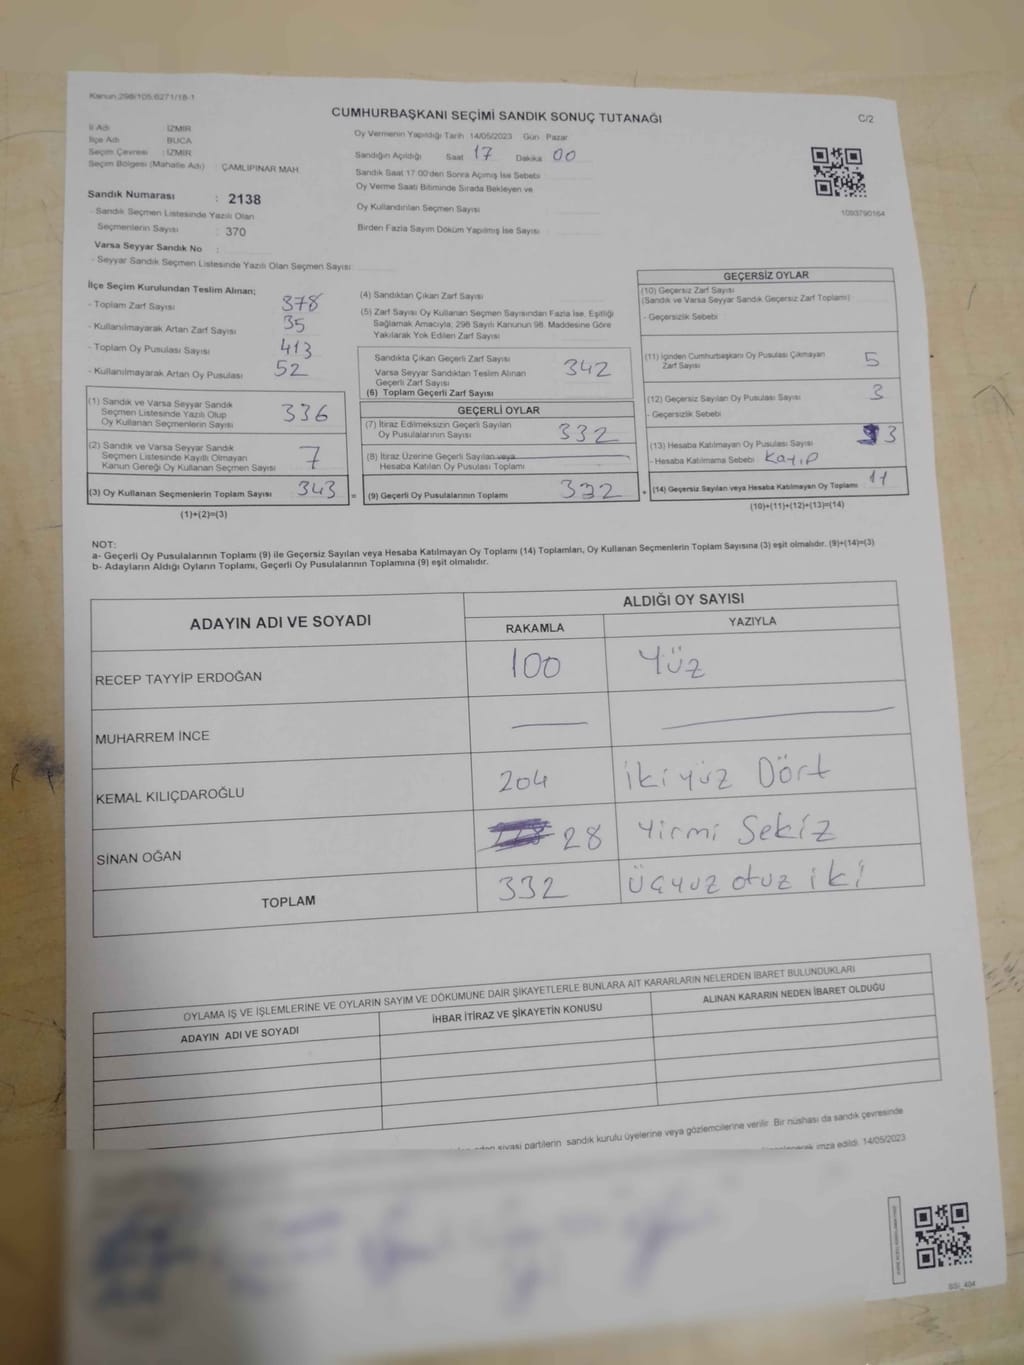 Kanun 298/105,6271/18-1
CUMHURBAŞKANI SEÇİMİ SANDIK SONUÇ TUTANAĞI
C/2
İl Adı : İZMİR
İlçe Adı : BUCA
Seçim Çevresi : İZMİR
Seçim Bölgesi (Mahalle Adı) : ÇAMLIPINAR MAH
Sandık Numarası : 2138
- Sandık Seçmen Listesinde Yazılı Olan
Seçmenlerin Sayısı : 370
Varsa Seyyar Sandık No :
- Seyyar Sandık Seçmen Listesinde Yazılı Olan Seçmen Sayısı:
Oy Vermenin Yapıldığı Tarih :14/05/2023 Gün : Pazar
Sandığın Açıldığı Saat 17 Dakika 00
Sandık Saat 17:00'den Sonra Açımış İse Sebebi
Oy Verme Saati Bitiminde Sırada Bekleyen ve
Oy Kullandırılan Seçmen Sayısı
Birden Fazla Sayım Döküm Yapılmış İse Sayısı :
1093790164
İlçe Seçim Kurulundan Teslim Alınan;
- Toplam Zarf Sayısı 378
- Kullanılmayarak Artan Zarf Sayısı 35
- Toplam Oy Pusulası Sayısı 413
- Kullanılmayarak Artan Oy Pusulası 52
(1) Sandık ve Varsa Seyyar Sandık
Seçmen Listesinde Yazılı Olup
Oy Kullanan Seçmenlerin Sayısı 336
(2) Sandık ve Varsa Seyyar Sandık
Seçmen Listesinde Kayıtlı Olmayan
Kanun Gereği Oy Kullanan Seçmen Sayısı 7
(3) Oy Kullanan Seçmenlerin Toplam Sayısı 343 =
(1)+(2)=(3)
(4) Sandıktan Çıkan Zarf Sayısı
(5) Zarf Sayısı Oy Kullanan Seçmen Sayısından Fazla İse, Eşitliği
Sağlamak Amacıyla, 298 Sayılı Kanunun 98. Maddesine Göre
Yakılarak Yok Edilen Zarf Sayısı
Sandıkta Çıkan Geçerli Zarf Sayısı
Varsa Seyyar Sandıktan Teslim Alınan
Geçerli Zarf Sayısı
(6) Toplam Geçerli Zarf Sayısı 342
GEÇERLİ OYLAR
(7) İtiraz Edilmeksizin Geçerli Sayılan
Oy Pusulalarının Sayısı 332
(8) İtiraz Üzerine Geçerli Sayılan veya
Hesaba Katılan Oy Pusulası Toplamı
(9) Geçerli Oy Pusulalarının Toplamı 332 +
GEÇERSİZ OYLAR
(10) Geçersiz Zarf Sayısı
(Sandık ve Varsa Seyyar Sandık Geçersiz Zarf Toplamı)
- Geçersizlik Sebebi
(11) İçinden Cumhurbaşkanı Oy Pusulası Çıkmayan
Zarf Sayısı 5
(12) Geçersiz Sayılan Oy Pusulası Sayısı 3
- Geçersizlik Sebebi
(13) Hesaba Katılmayan Oy Pusulası Sayısı 3
- Hesaba Katılmama Sebebi Kayıp
(14) Geçersiz Sayılan veya Hesaba Katılmayan Oy Toplamı 11
(10)+(11)+(12)+(13)=(14)
NOT:
a- Geçerli Oy Pusulalarının Toplamı (9) ile Geçersiz Sayılan veya Hesaba Katılmayan Oy Toplamı (14) Toplamları, Oy Kullanan Seçmenlerin Toplam Sayısına (3) eşit olmalıdır. (9)+(14)=(3)
b- Adayların Aldığı Oyların Toplamı, Geçerli Oy Pusulalarının Toplamına (9) eşit olmalıdır.
ADAYIN ADI VE SOYADI
ALDIĞI OY SAYISI
RAKAMLA YAZIYLA
RECEP TAYYİP ERDOĞAN 100 Yüz
MUHARREM İNCE
KEMAL KILIÇDAROĞLU 204 iki yüz Dört
SİNAN OĞAN 28 Yirmi Sekiz
TOPLAM 332 Üçyuz otuz iki
OYLAMA İŞ VE İŞLEMLERİNE VE OYLARIN SAYIM VE DÖKÜMÜNE DAİR ŞİKAYETLERLE BUNLARA AİT KARARLARIN NELERDEN İBARET BULUNDUKLARI
ADAYIN ADI VE SOYADI İHBAR İTİRAZ VE ŞİKAYETİN KONUSU ALINAN KARARIN NEDEN İBARET OLDUĞU
siyasi partilerin sandık kurulu üyelerine veya gözlemcilerine verilir. Bir nüshası da sandık çevresinde
imza edildi. 14/05/2023
SSI_404